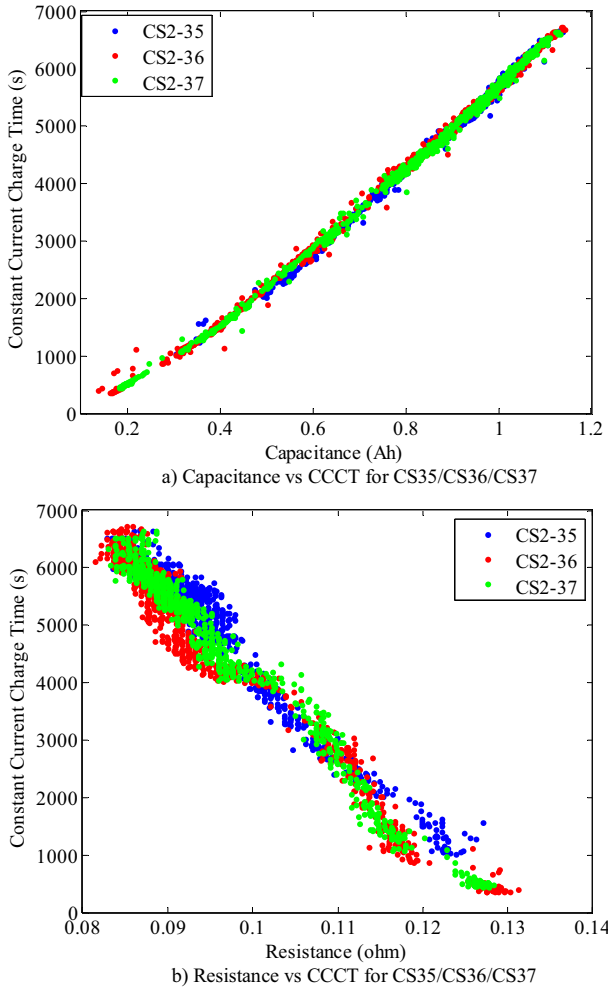 7000
6000
5000
4000
3000
2000
1000
0
Constant Current Charge Time (s)
CS2-35
CS2-36
CS2-37
0.2 0.4 0.6 0.8 1 1.2
Capacitance (Ah)
a) Capacitance vs CCCT for CS35/CS36/CS37
7000
6000
5000
4000
3000
2000
1000
0
Constant Current Charge Time (s)
CS2-35
CS2-36
CS2-37
0.08 0.09 0.1 0.11 0.12 0.13 0.14
Resistance (ohm)
b) Resistance vs CCCT for CS35/CS36/CS37